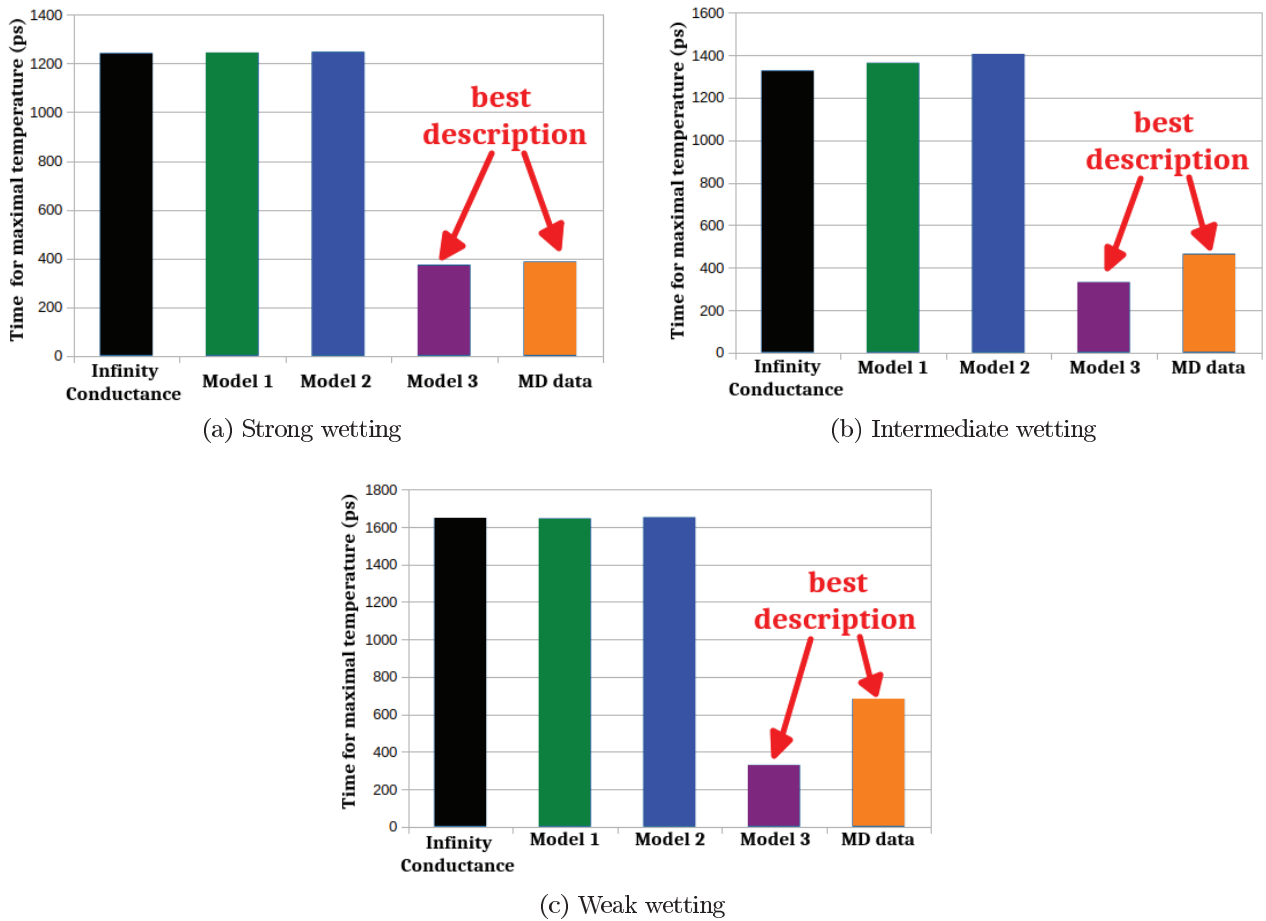 Time for maximal temperature (ps)
1400
1200
1000
800
600
400
200
0
best
description
Infinity
Conductance
Model 1
Model 2
Model 3
MD data
(a) Strong wetting
Time for maximal temperature (ps)
1600
1400
1200
1000
800
600
400
200
0
best
description
Infinity
Conductance
Model 1
Model 2
Model 3
MD data
(b) Intermediate wetting
Time for maximal temperature (ps)
1800
1600
1400
1200
1000
800
600
400
200
0
best
description
Infinity
Conductance
Model 1
Model 2
Model 3
MD data
(c) Weak wetting